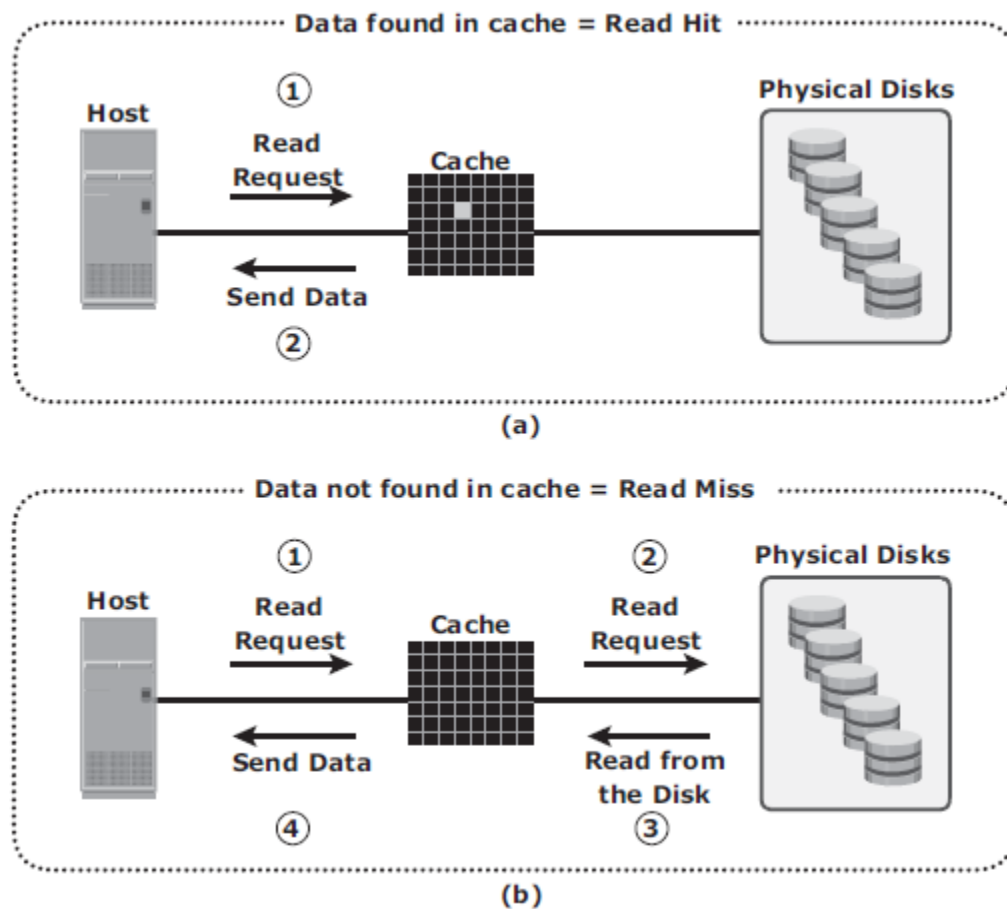 Data found in cache = Read Hit
①
Physical Disks
Host
Read
Request
Cache
Send Data
②
(a)
Data not found in cache = Read Miss
①
②
Physical Disks
Host
Read
Request
Cache
Read
Request
Send Data
Read from
the Disk
④
③
(b)